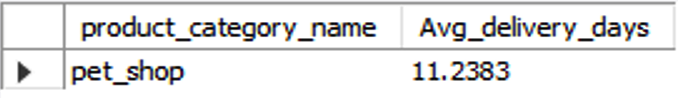 product_category_name Avg_delivery_days
pet_shop 11.2383